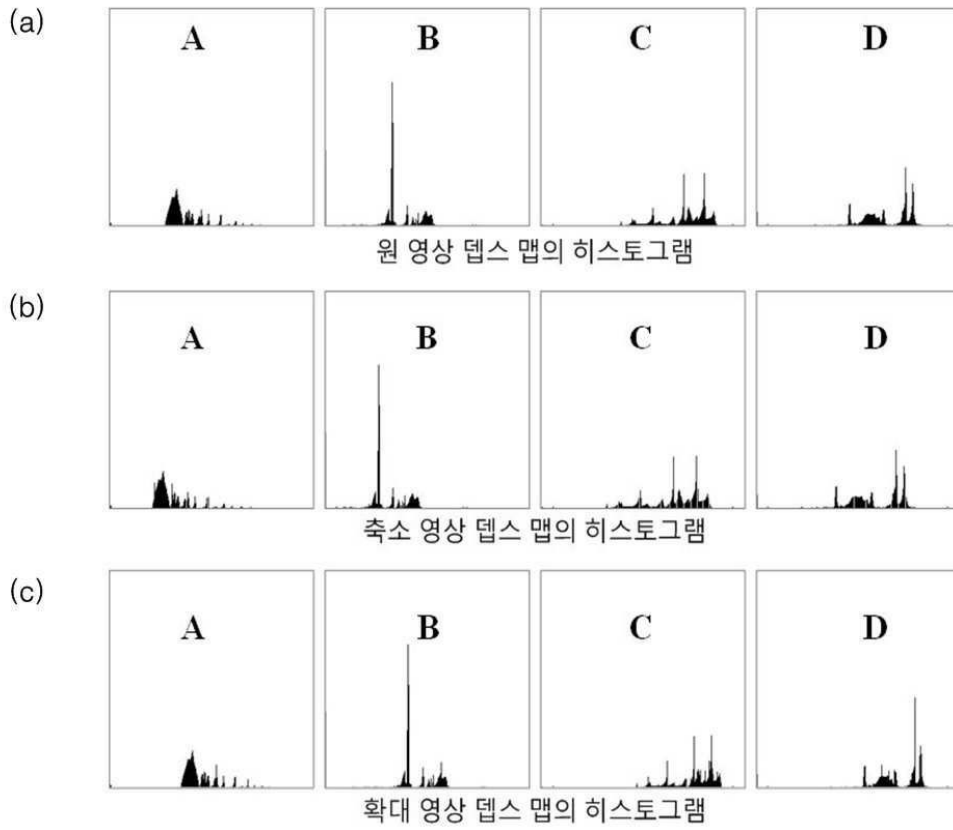 (a)
A B C D
원 영상 뎁스 맵의 히스토그램
(b)
A B C D
축소 영상 뎁스 맵의 히스토그램
(c)
A B C D
확대 영상 뎁스 맵의 히스토그램